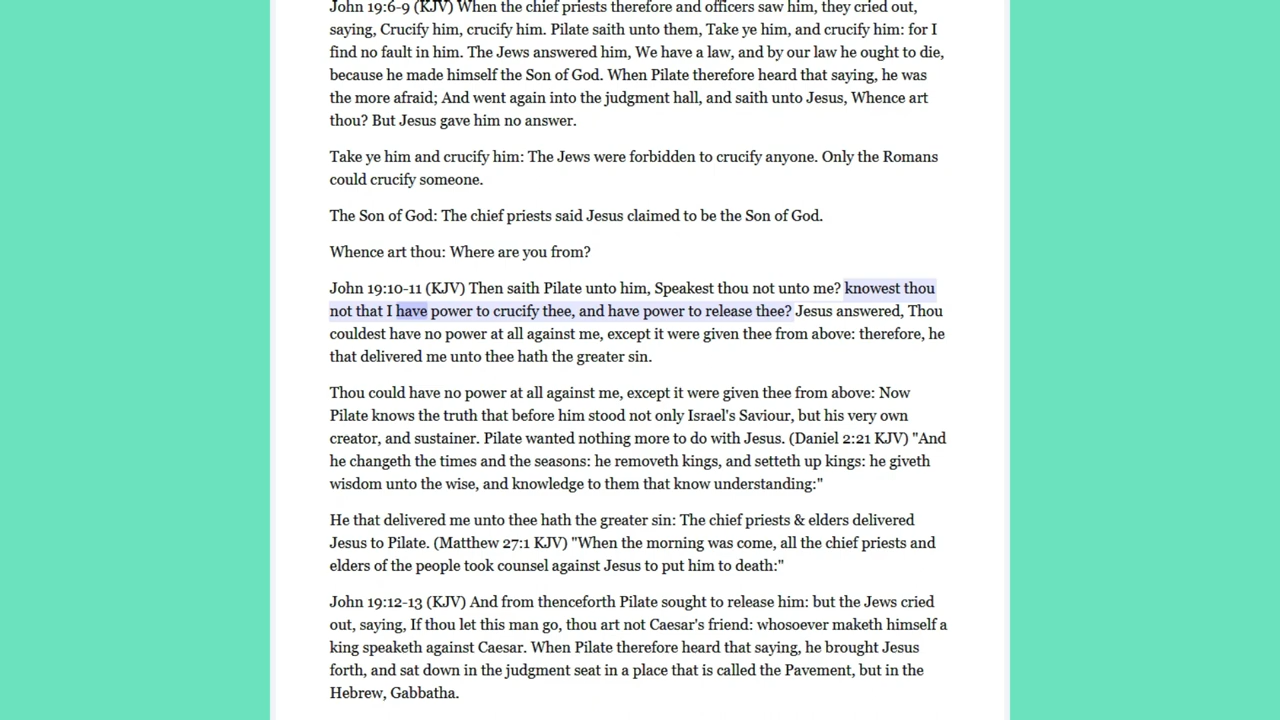 John 19:6-9 (KJV) When the chief priests therefore and officers saw him, they cried out,
saying, Crucify him, crucify him. Pilate saith unto them, Take ye him, and crucify him: for I
find no fault in him. The Jews answered him, We have a law, and by our law he ought to die,
because he made himself the Son of God. When Pilate therefore heard that saying, he was
the more afraid; And went again into the judgment hall, and saith unto Jesus, Whence art
thou? But Jesus gave him no answer.
Take ye him and crucify him: The Jews were forbidden to crucify anyone. Only the Romans
could crucify someone.
The Son of God: The chief priests said Jesus claimed to be the Son of God.
Whence art thou: Where are you from?
John 19:10-11 (KJV) Then saith Pilate unto him, Speakest thou not unto me? knowest thou
not that I have power to crucify thee, and have power to release thee? Jesus answered, Thou
couldest have no power at all against me, except it were given thee from above: therefore, he
that delivered me unto thee hath the greater sin.
Thou could have no power at all against me, except it were given thee from above: Now
Pilate knows the truth that before him stood not only Israel's Saviour, but his very own
creator, and sustainer. Pilate wanted nothing more to do with Jesus. (Daniel 2:21 KJV) "And
he changeth the times and the seasons: he removeth kings, and setteth up kings: he giveth
wisdom unto the wise, and knowledge to them that know understanding:"
He that delivered me unto thee hath the greater sin: The chief priests & elders delivered
Jesus to Pilate. (Matthew 27:1 KJV) "When the morning was come, all the chief priests and
elders of the people took counsel against Jesus to put him to death:"
John 19:12-13 (KJV) And from thenceforth Pilate sought to release him: but the Jews cried
out, saying, If thou let this man go, thou art not Caesar's friend: whosoever maketh himself a
king speaketh against Caesar. When Pilate therefore heard that saying, he brought Jesus
forth, and sat down in the judgment seat in a place that is called the Pavement, but in the
Hebrew, Gabbatha.